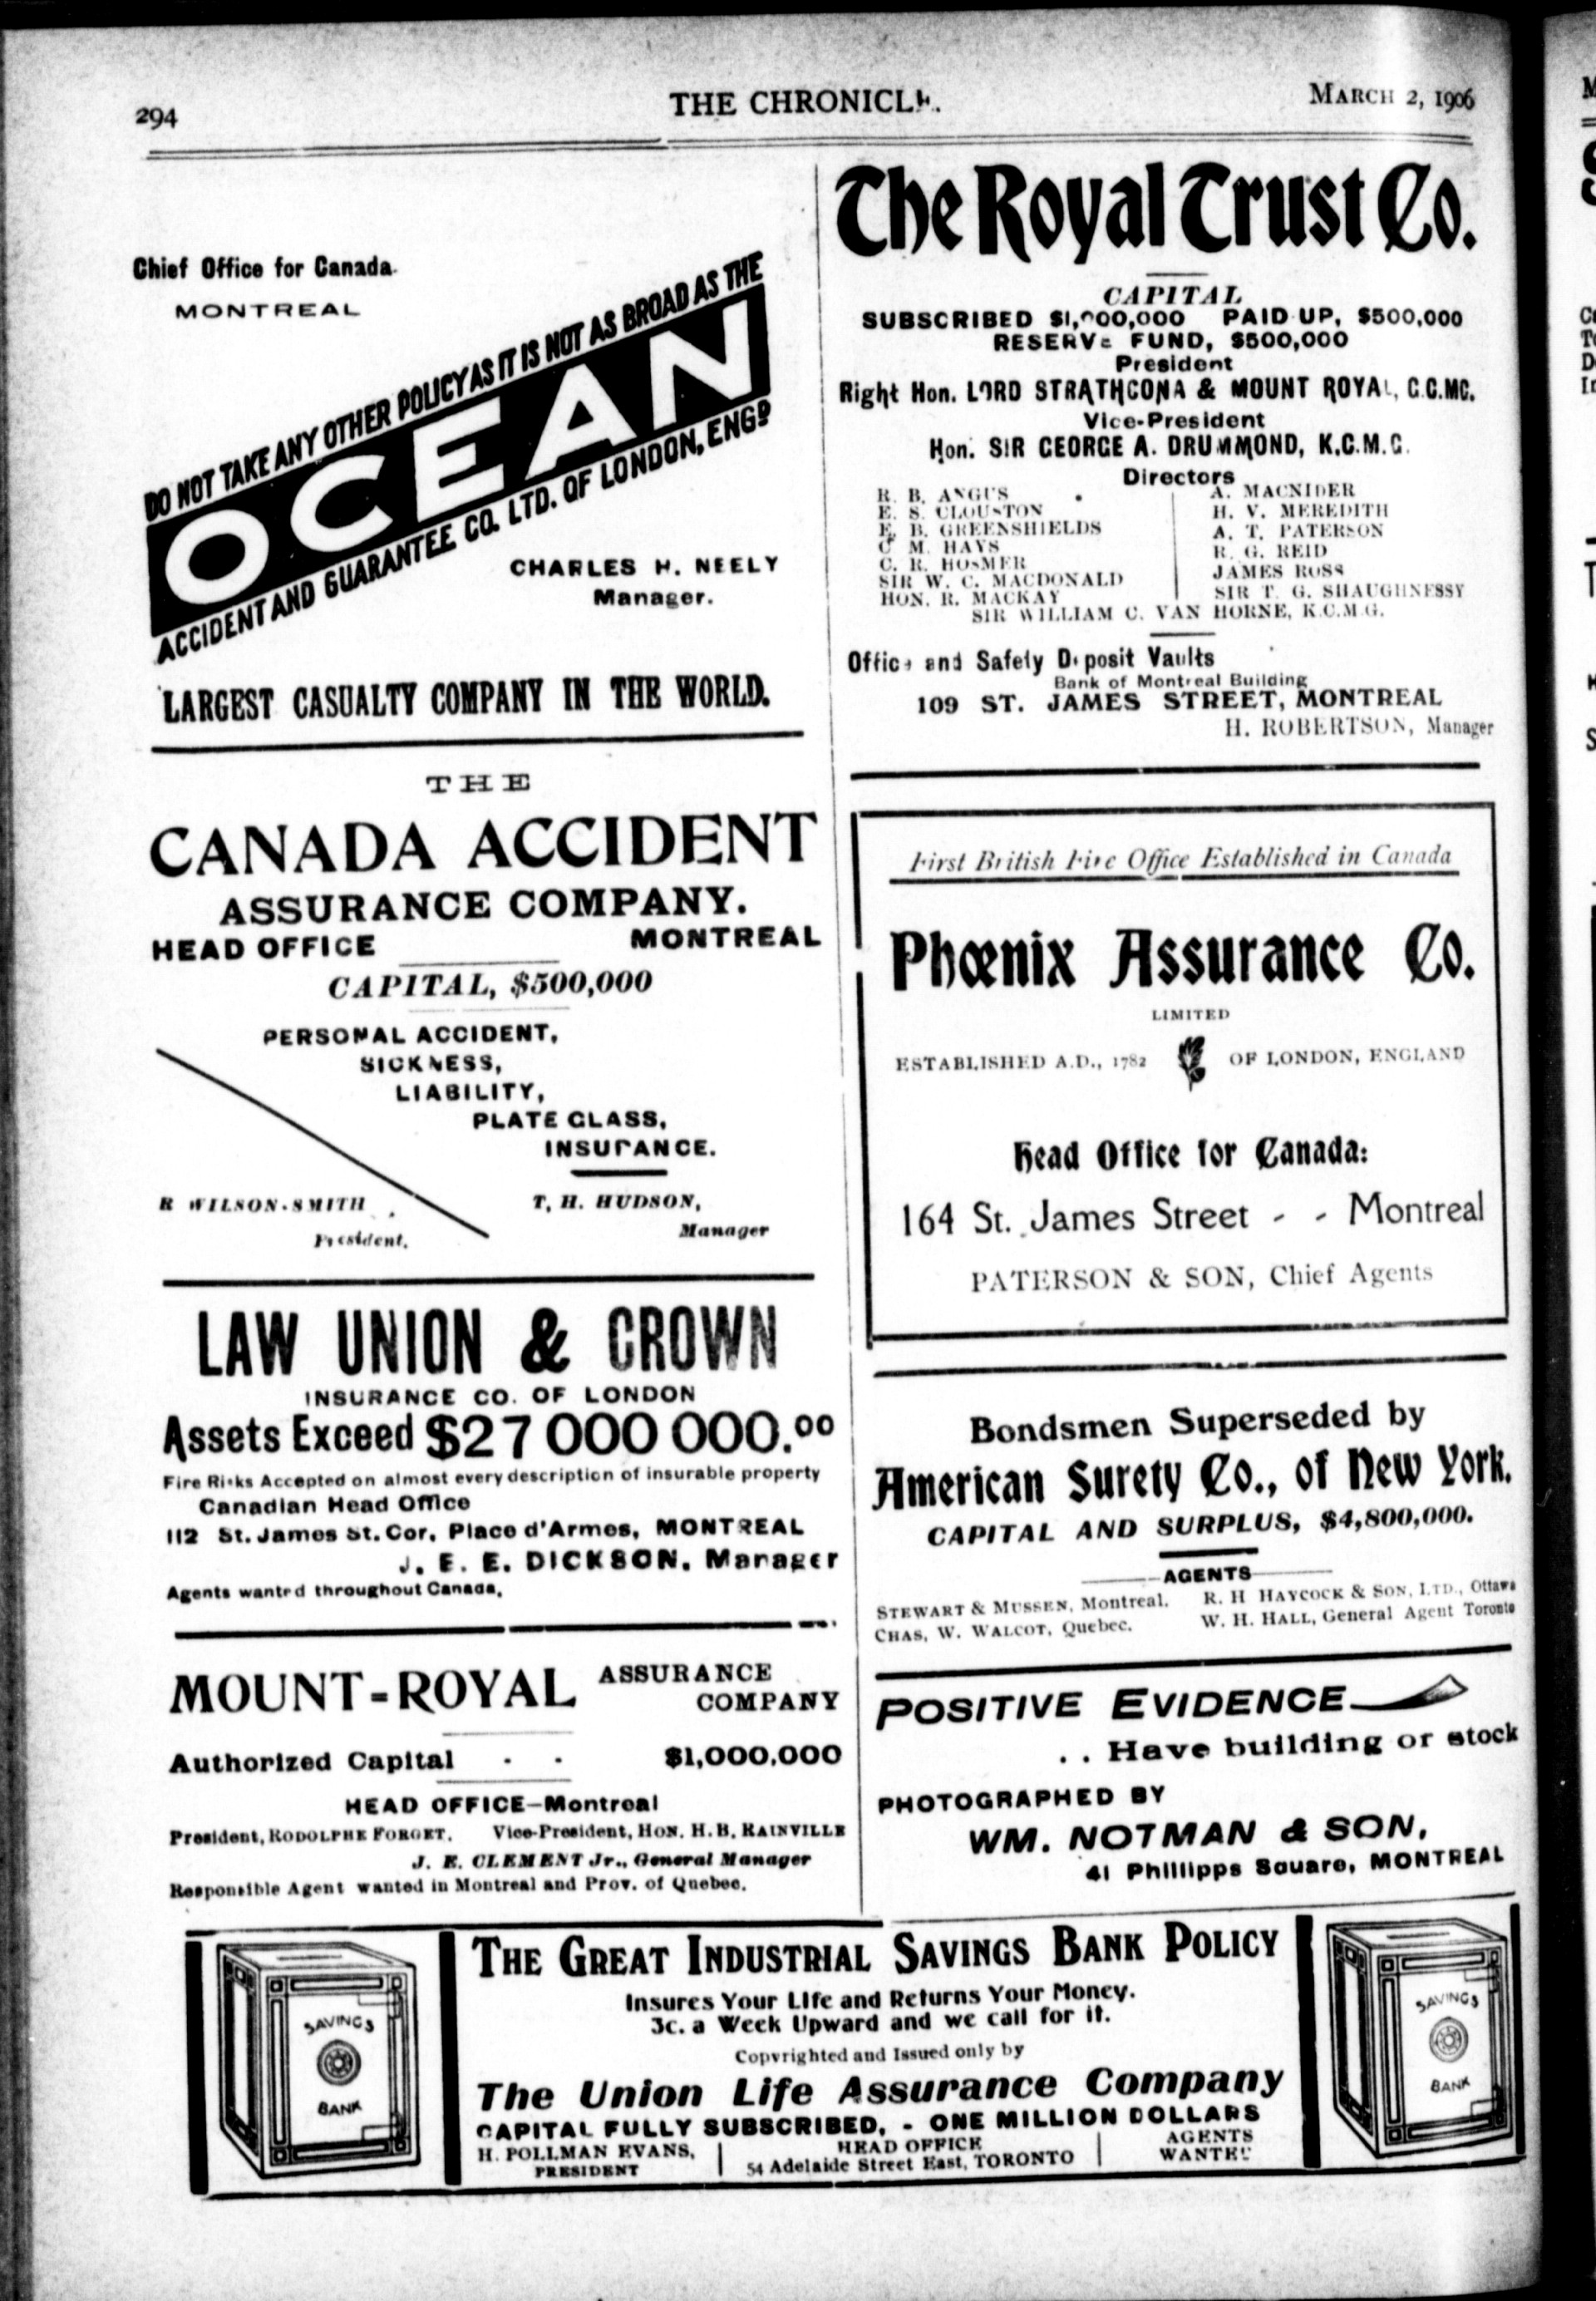 294
THE CHRONICLE.
MARCH 2, 1906
Chief Office for Canada.
MONTREAL
DO NOT TAKE ANY OTHER POLICY AS IT IS NOT AS BROAD AS THE
OCEAN
ACCIDENT AND GUARANTEE CO. LTD. OF LONDON, ENGD
CHARLES H. NEELY
Manager.
LARGEST CASUALTY COMPANY IN THE WORLD.
THE
CANADA ACCIDENT
ASSURANCE COMPANY.
HEAD OFFICE MONTREAL
CAPITAL, $500,000
PERSONAL ACCIDENT,
SICKNESS,
LIABILITY,
PLATE GLASS,
INSURANCE.
R WILSON-SMITH
President.
T. H. HUDSON,
Manager
LAW UNION & CROWN
INSURANCE CO. OF LONDON
Assets Exceed $27 000 000.00
Fire Risks Accepted on almost every description of insurable property
Canadian Head Office
112 St. James St. Cor. Place d'Armes, MONTREAL
J. E. E. DICKSON, Manager
Agents wanted throughout Canada.
MOUNT-ROYAL ASSURANCE
COMPANY
Authorized Capital - - $1,000,000
HEAD OFFICE—Montreal
President, RODOLPHE FORGET. Vice-President, HON. H. B. RAINVILLE
J. E. CLEMENT Jr., General Manager
Responsible Agent wanted in Montreal and Prov. of Quebec.
The Royal Trust Co.
CAPITAL
SUBSCRIBED $1,000,000 PAID UP, $500,000
RESERVE FUND, $500,000
President
Right Hon. LORD STRATHCONA & MOUNT ROYAL, G.C.MG.
Vice-President
Hon. SIR GEORGE A. DRUMMOND, K.C.M.G.
Directors
R. B. ANGUS
E. S. CLOUSTON
E. B. GREENSHIELDS
C. M. HAYS
C. R. HOSMER
SIR W. C. MACDONALD
HON. R. MACKAY
A. MACNIDER
H. V. MEREDITH
A. T. PATERSON
R. G. REID
JAMES ROSS
SIR T. G. SHAUGHNESSY
SIR WILLIAM C. VAN HORNE, K.C.M.G.
Office and Safety Deposit Vaults
Bank of Montreal Building
109 ST. JAMES STREET, MONTREAL
H. ROBERTSON, Manager
First British Fire Office Established in Canada
Phœnix Assurance Co.
LIMITED
ESTABLISHED A.D., 1782 OF LONDON, ENGLAND
Head Office for Canada:
164 St. James Street - - Montreal
PATERSON & SON, Chief Agents
Bondsmen Superseded by
American Surety Co., of New York.
CAPITAL AND SURPLUS, $4,800,000.
AGENTS
STEWART & MUSSEN, Montreal. R. H HAYCOCK & SON, LTD., Ottawa
CHAS, W. WALCOT, Quebec. W. H. HALL, General Agent Toronto
POSITIVE EVIDENCE
. . Have building or stock
PHOTOGRAPHED BY
WM. NOTMAN & SON,
41 Phillipps Square, MONTREAL
SAVINGS
BANK
THE GREAT INDUSTRIAL SAVINGS BANK POLICY
Insures Your Life and Returns Your Money.
3c. a Week Upward and we call for it.
Copyrighted and Issued only by
The Union Life Assurance Company
CAPITAL FULLY SUBSCRIBED, - ONE MILLION DOLLARS
H. POLLMAN EVANS,
PRESIDENT
HEAD OFFICE
54 Adelaide Street East, TORONTO
AGENTS
WANTED
SAVINGS
BANK